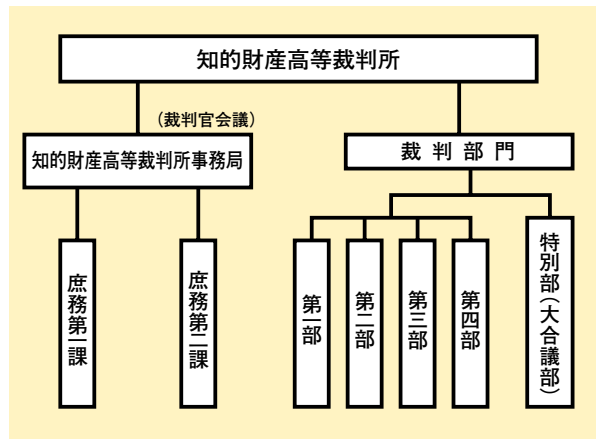 知的財産高等裁判所
（裁判官会議）
知的財産高等裁判所事務局
裁判部門
庶務第一課
庶務第二課
第一部
第二部
第三部
第四部
特別部（大合議部）